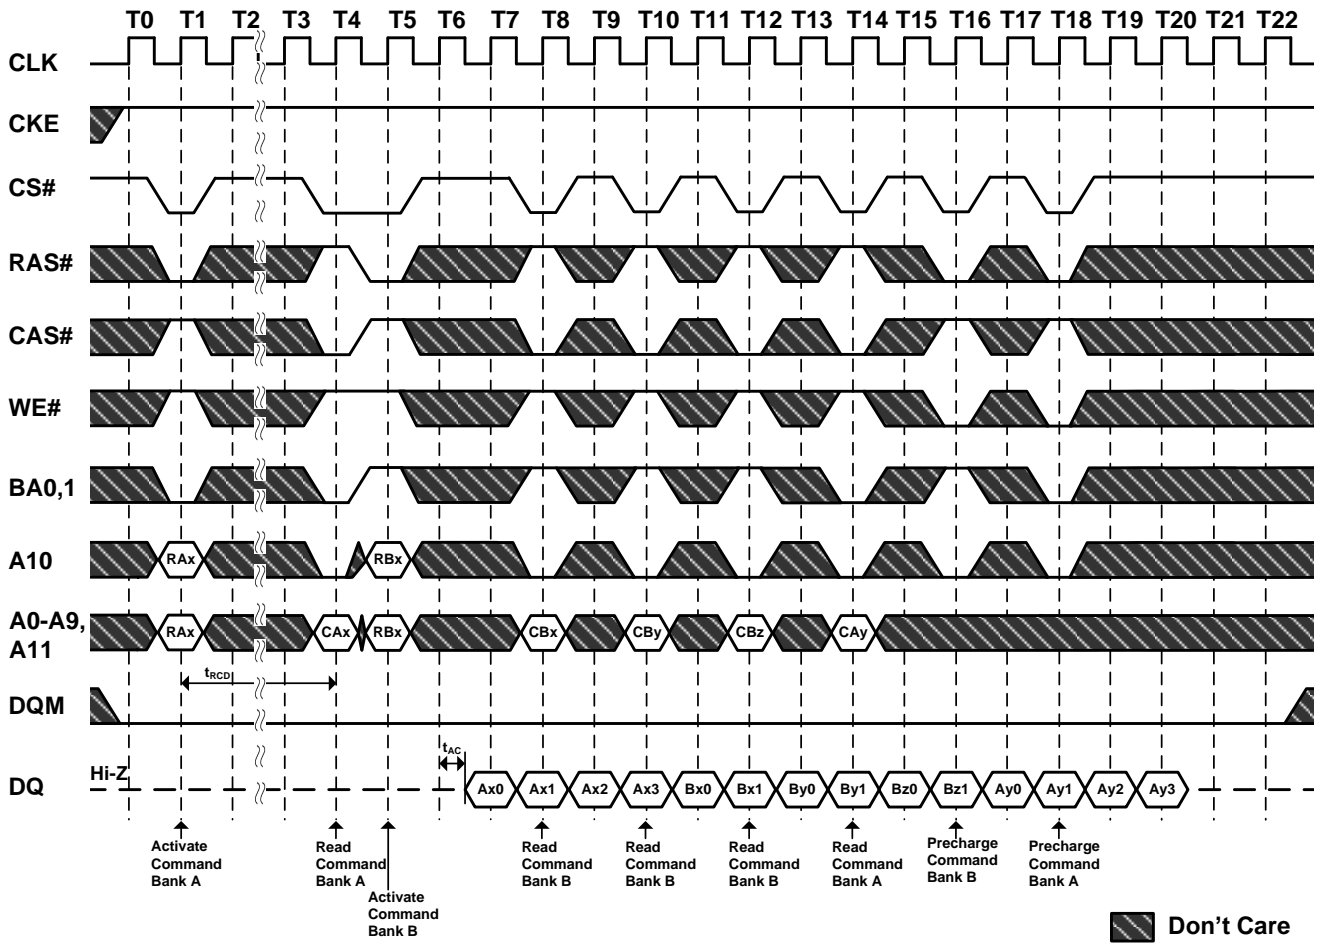 T0 T1 T2 T3 T4 T5 T6 T7 T8 T9 T10 T11 T12 T13 T14 T15 T16 T17 T18 T19 T20 T21 T22
CLK
CKE
CS#
RAS#
CAS#
WE#
BA0,1
A10 RAx RBx
A0-A9,
A11
RAx CAx RBx CBx CBy CBz CAy
tRCD
DQM
tAC
Hi-Z
DQ
Ax0 Ax1 Ax2 Ax3 Bx0 Bx1 By0 By1 Bz0 Bz1 Ay0 Ay1 Ay2 Ay3
Activate
Command
Bank A
Read
Command
Bank A
Activate
Command
Bank B
Read
Command
Bank B
Read
Command
Bank B
Read
Command
Bank B
Read
Command
Bank A
Precharge
Command
Bank B
Precharge
Command
Bank A
Don't Care